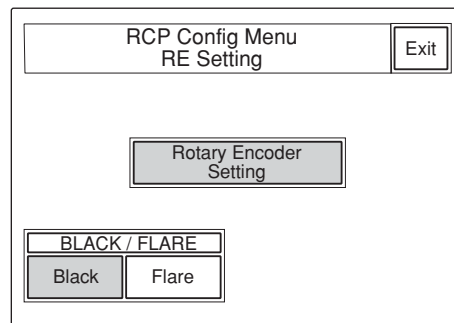 RCP Config Menu
RE Setting
Exit
Rotary Encoder
Setting
BLACK / FLARE
Black
Flare